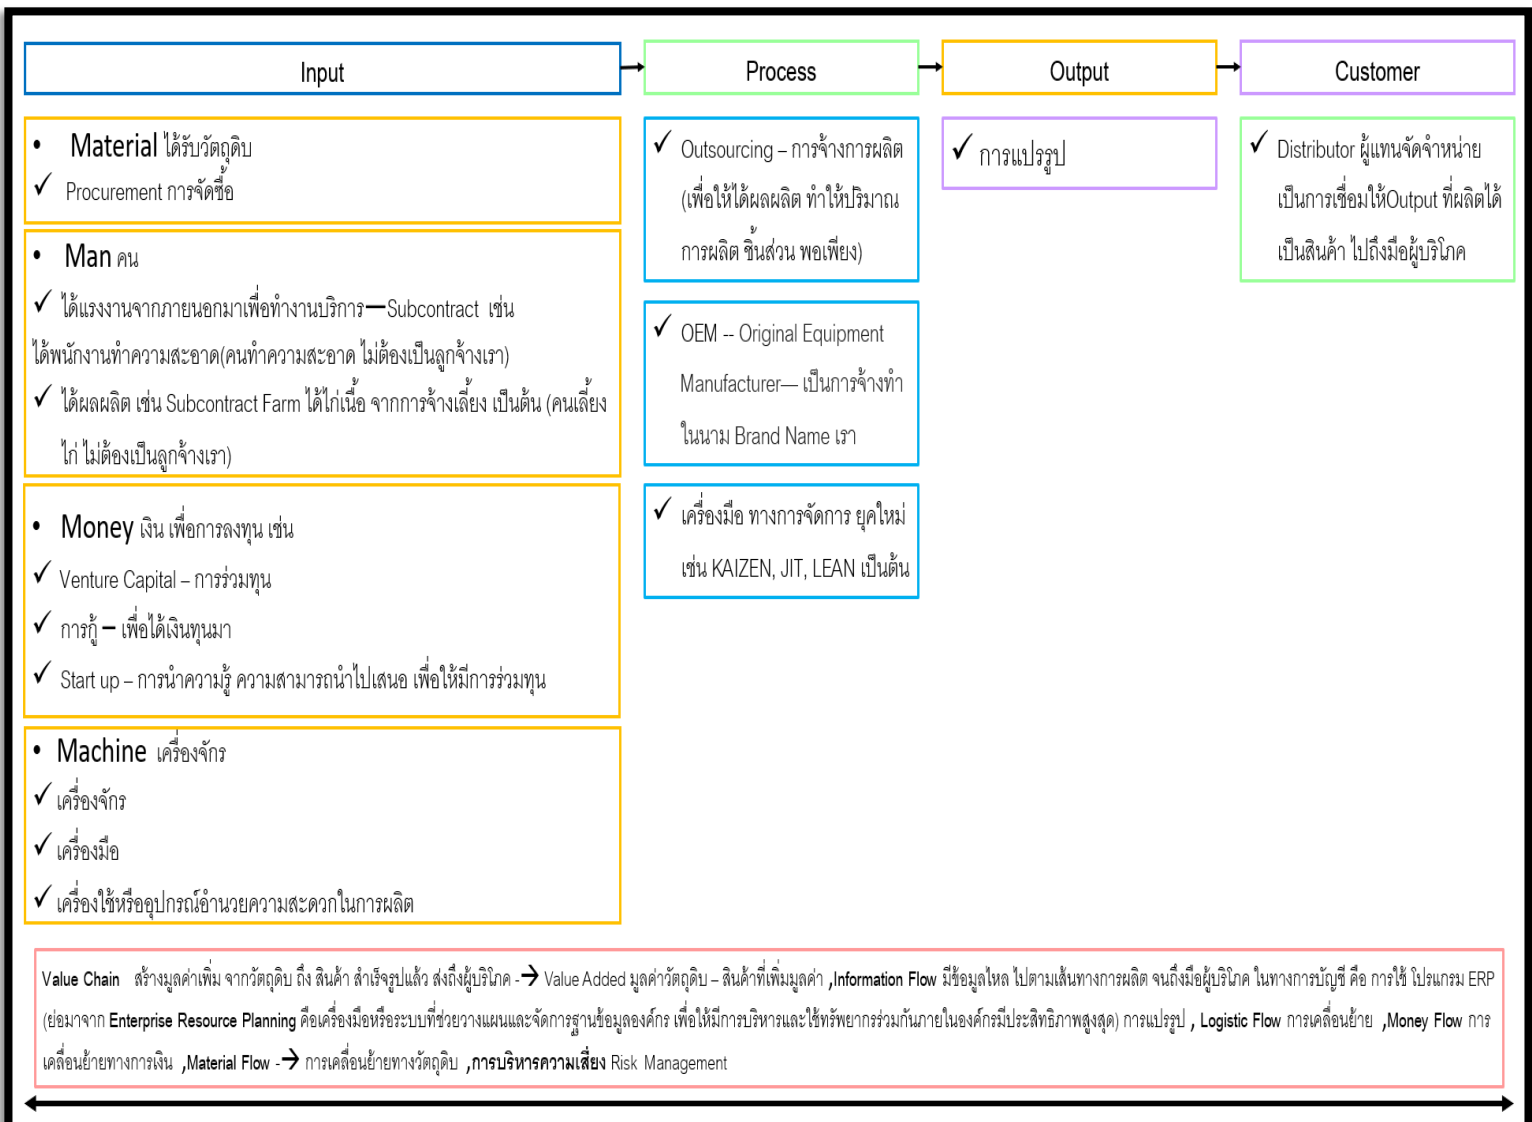 Input
Process
Output
Customer
• Material ได้รับวัตถุดิบ
✓ Procurement การจัดซื้อ
• Man คน
✓ ได้แรงงานจากภายนอกมาเพื่อทำงานบริการ—Subcontract เช่น
ได้พนักงานทำความสะอาด(คนทำความสะอาด ไม่ต้องเป็นลูกจ้างเรา)
✓ ได้ผลผลิต เช่น Subcontract Farm ได้ไก่เนื้อ จากการจ้างเลี้ยง เป็นต้น (คนเลี้ยง
ไก่ ไม่ต้องเป็นลูกจ้างเรา)
• Money เงิน เพื่อการลงทุน เช่น
✓ Venture Capital – การร่วมทุน
✓ การกู้ – เพื่อได้เงินทุนมา
✓ Start up – การนำความรู้ ความสามารถนำไปเสนอ เพื่อให้มีการร่วมทุน
• Machine เครื่องจักร
✓ เครื่องจักร
✓ เครื่องมือ
✓ เครื่องใช้หรืออุปกรณ์อำนวยความสะดวกในการผลิต
✓ Outsourcing – การจ้างการผลิต
(เพื่อให้ได้ผลผลิต ทำให้ปริมาณ
การผลิต ชิ้นส่วน พอเพียง)
✓ OEM -- Original Equipment
Manufacturer— เป็นการจ้างทำ
ในนาม Brand Name เรา
✓ เครื่องมือ ทางการจัดการ ยุคใหม่
เช่น KAIZEN, JIT, LEAN เป็นต้น
✓ การแปรรูป
✓ Distributor ผู้แทนจัดจำหน่าย
เป็นการเชื่อมให้Output ที่ผลิตได้
เป็นสินค้า ไปถึงมือผู้บริโภค
Value Chain สร้างมูลค่าเพิ่ม จากวัตถุดิบ ถึง สินค้า สำเร็จรูปแล้ว ส่งถึงผู้บริโภค -→ Value Added มูลค่าวัตถุดิบ – สินค้าที่เพิ่มมูลค่า ,Information Flow มีข้อมูลไหล ไปตามเส้นทางการผลิต จนถึงมือผู้บริโภค ในทางการบัญชี คือ การใช้ โปรแกรม ERP
(ย่อมาจาก Enterprise Resource Planning คือเครื่องมือหรือระบบที่ช่วยวางแผนและจัดการฐานข้อมูลองค์กร เพื่อให้มีการบริหารและใช้ทรัพยากรร่วมกันภายในองค์กรมีประสิทธิภาพสูงสุด) การแปรรูป , Logistic Flow การเคลื่อนย้าย ,Money Flow การ
เคลื่อนย้ายทางการเงิน ,Material Flow -→ การเคลื่อนย้ายทางวัตถุดิบ ,การบริหารความเสี่ยง Risk Management